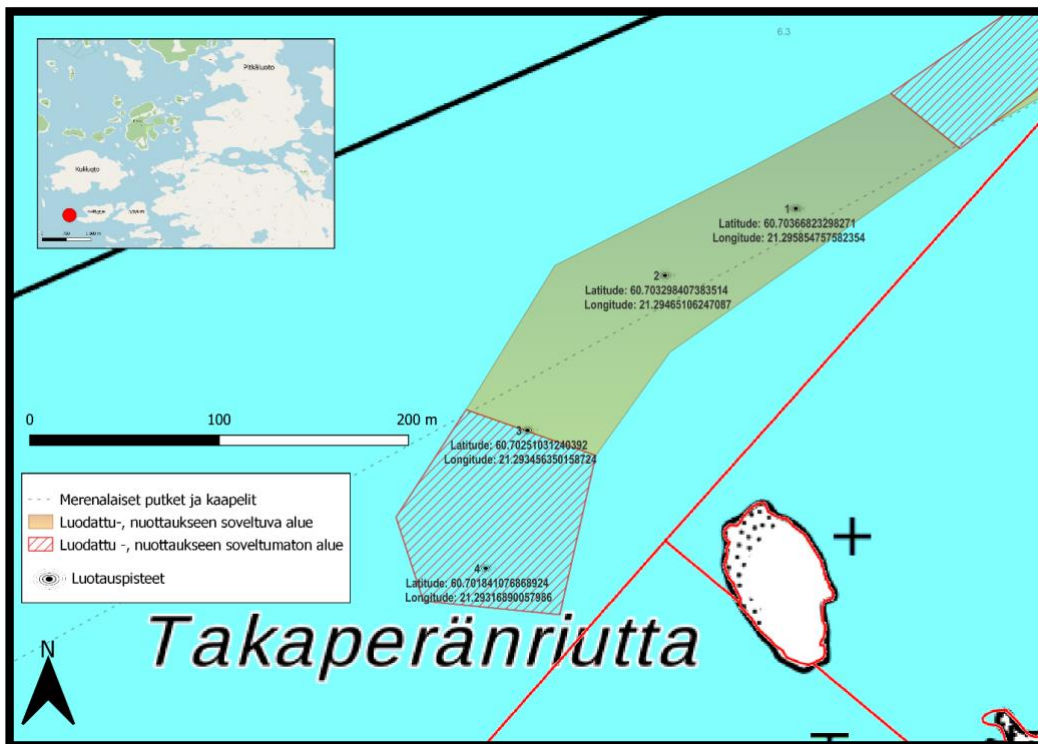 Pitkäluoto
Kulkluoto
6.3
1
Latitude: 60.70366823298271
Longitude: 21.295854757582354
2
Latitude: 60.703298407383514
Longitude: 21.29465106247087
0 100 200 m
3
Latitude: 60.70251031240392
Longitude: 21.293456350158724
Merenalaiset putket ja kaapelit
Luodattu-, nuottaukseen soveltuva alue
Luodattu -, nuottaukseen soveltumaton alue
Luotauspisteet
4
Latitude: 60.701841076868924
Longitude: 21.29316890057986
Takaperänriutta
N